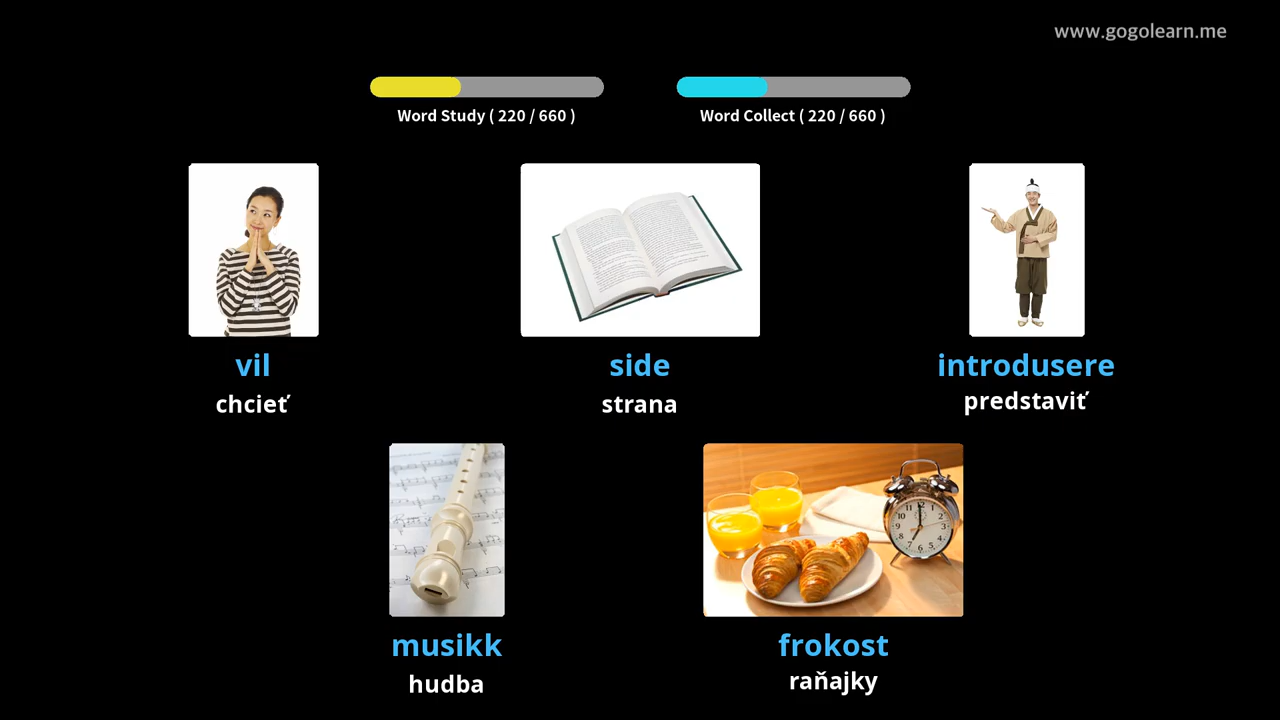 www.gogolearn.me
Word Study ( 220 / 660 )
Word Collect ( 220 / 660 )
vil
chcieť
side
strana
introdusere
predstaviť
musikk
hudba
frokost
raňajky